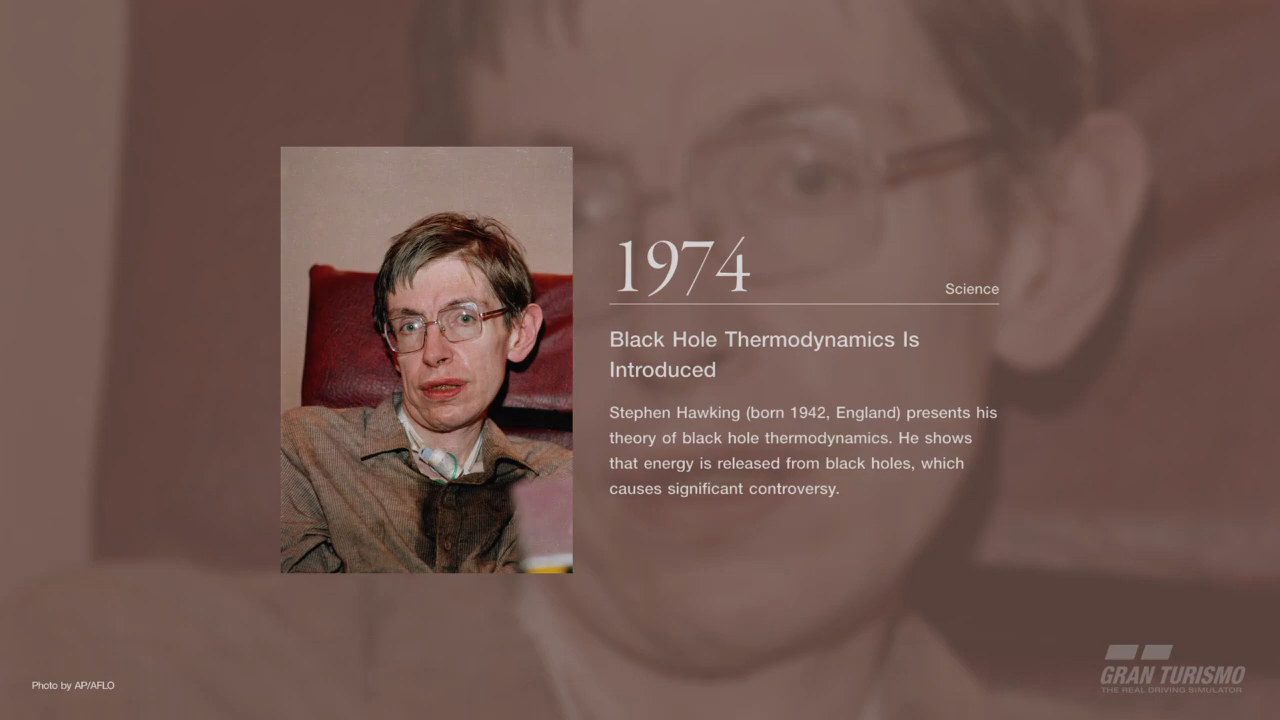 1974
Science
Black Hole Thermodynamics Is
Introduced
Stephen Hawking (born 1942, England) presents his
theory of black hole thermodynamics. He shows
that energy is released from black holes, which
causes significant controversy.
Photo by AP/AFLO
GRAN TURISMO
THE REAL DRIVING SIMULATOR